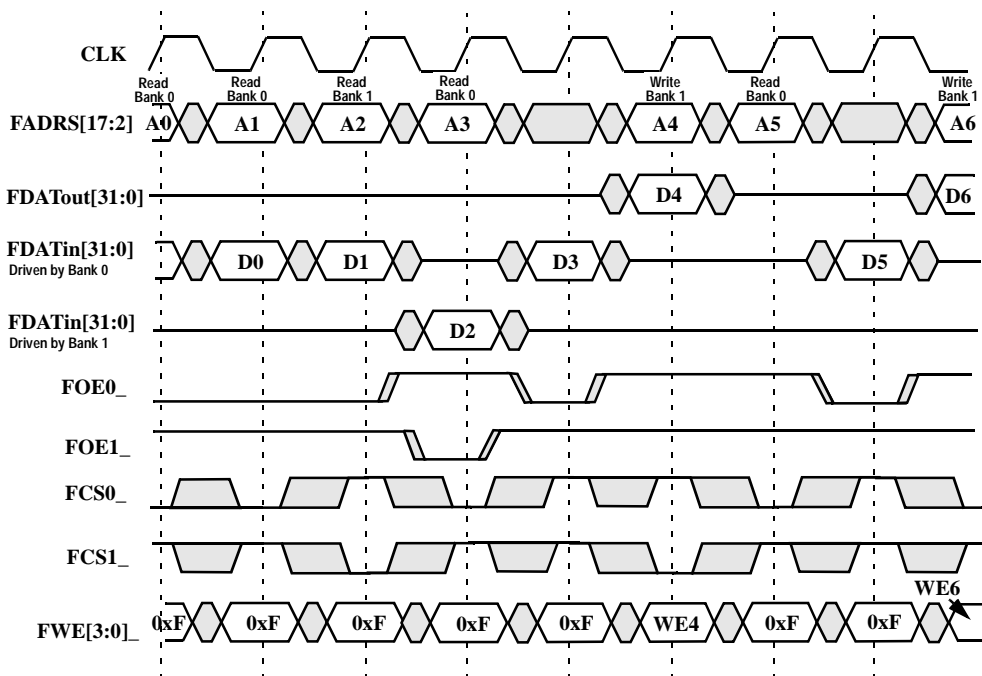 CLK
Read Read Read Read Write Read Write
Bank 0 Bank 0 Bank 1 Bank 0 Bank 1 Bank 0 Bank 1
FADRS[17:2] A0 A1 A2 A3 A4 A5 A6
FDATout[31:0] D4 D6
FDATin[31:0] D0 D1 D3 D5
Driven by Bank 0
FDATin[31:0] D2
Driven by Bank 1
FOE0_
FOE1_
FCS0_
FCS1_
WE6
FWE[3:0]_ 0xF 0xF 0xF 0xF 0xF WE4 0xF 0xF